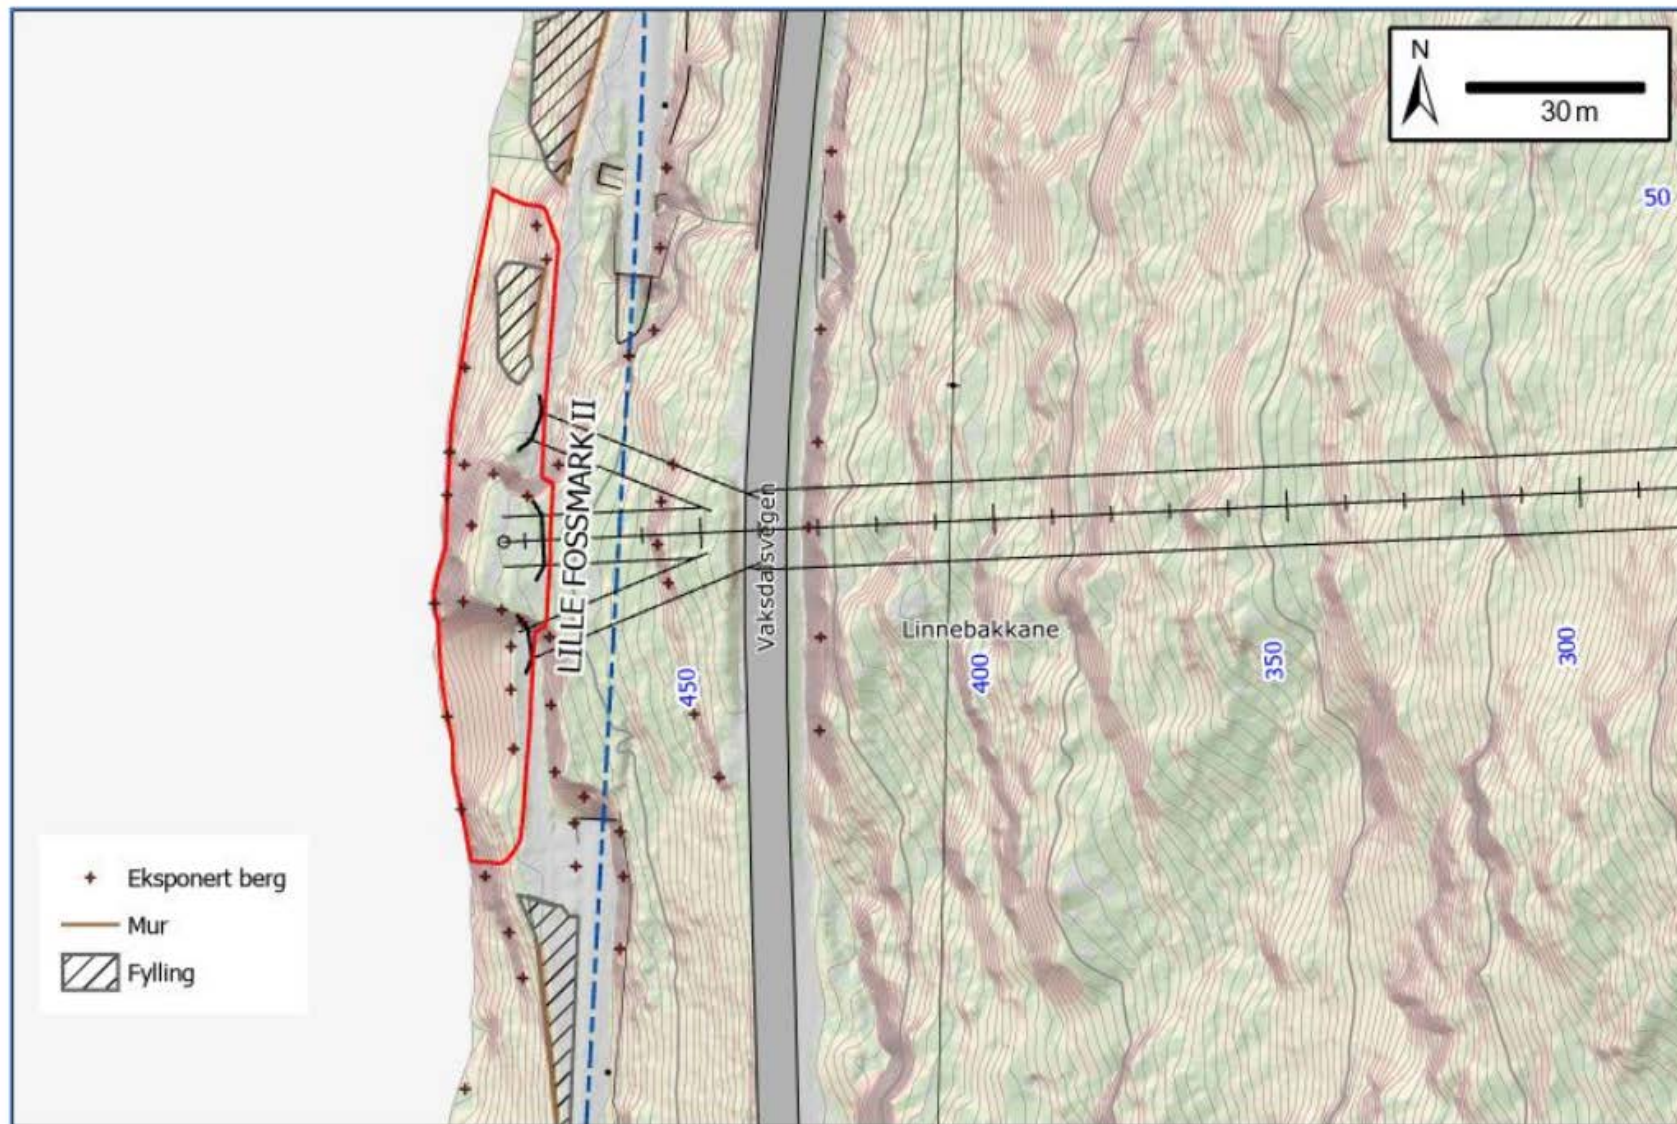 N
30 m
50
LILLE FOSSMARK II
Vaksdalsvegen
Linnebakkane
450
400
350
300
Eksponert berg
Mur
Fylling